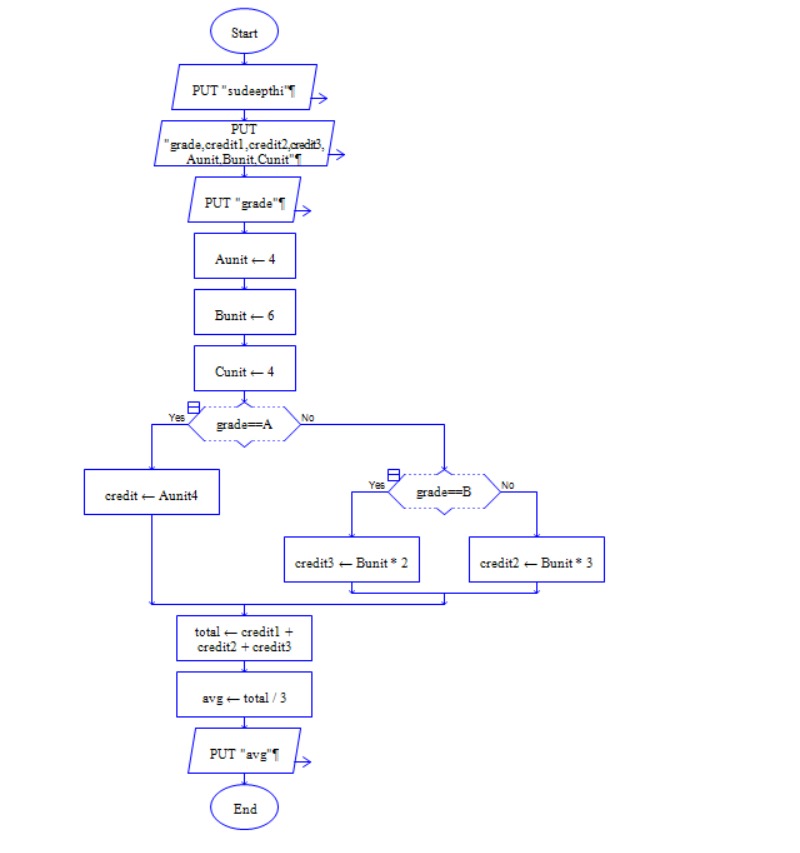 Start
PUT "sudeepthi"¶
PUT
"grade,credit1,credit2,credit3,
Aunit,Bunit,Cunit"¶
PUT "grade"¶
Aunit ← 4
Bunit ← 6
Cunit ← 4
Yes
No
grade==A
credit ← Aunit4
Yes
No
grade==B
credit3 ← Bunit * 2
credit2 ← Bunit * 3
total ← credit1 +
credit2 + credit3
avg ← total / 3
PUT "avg"¶
End